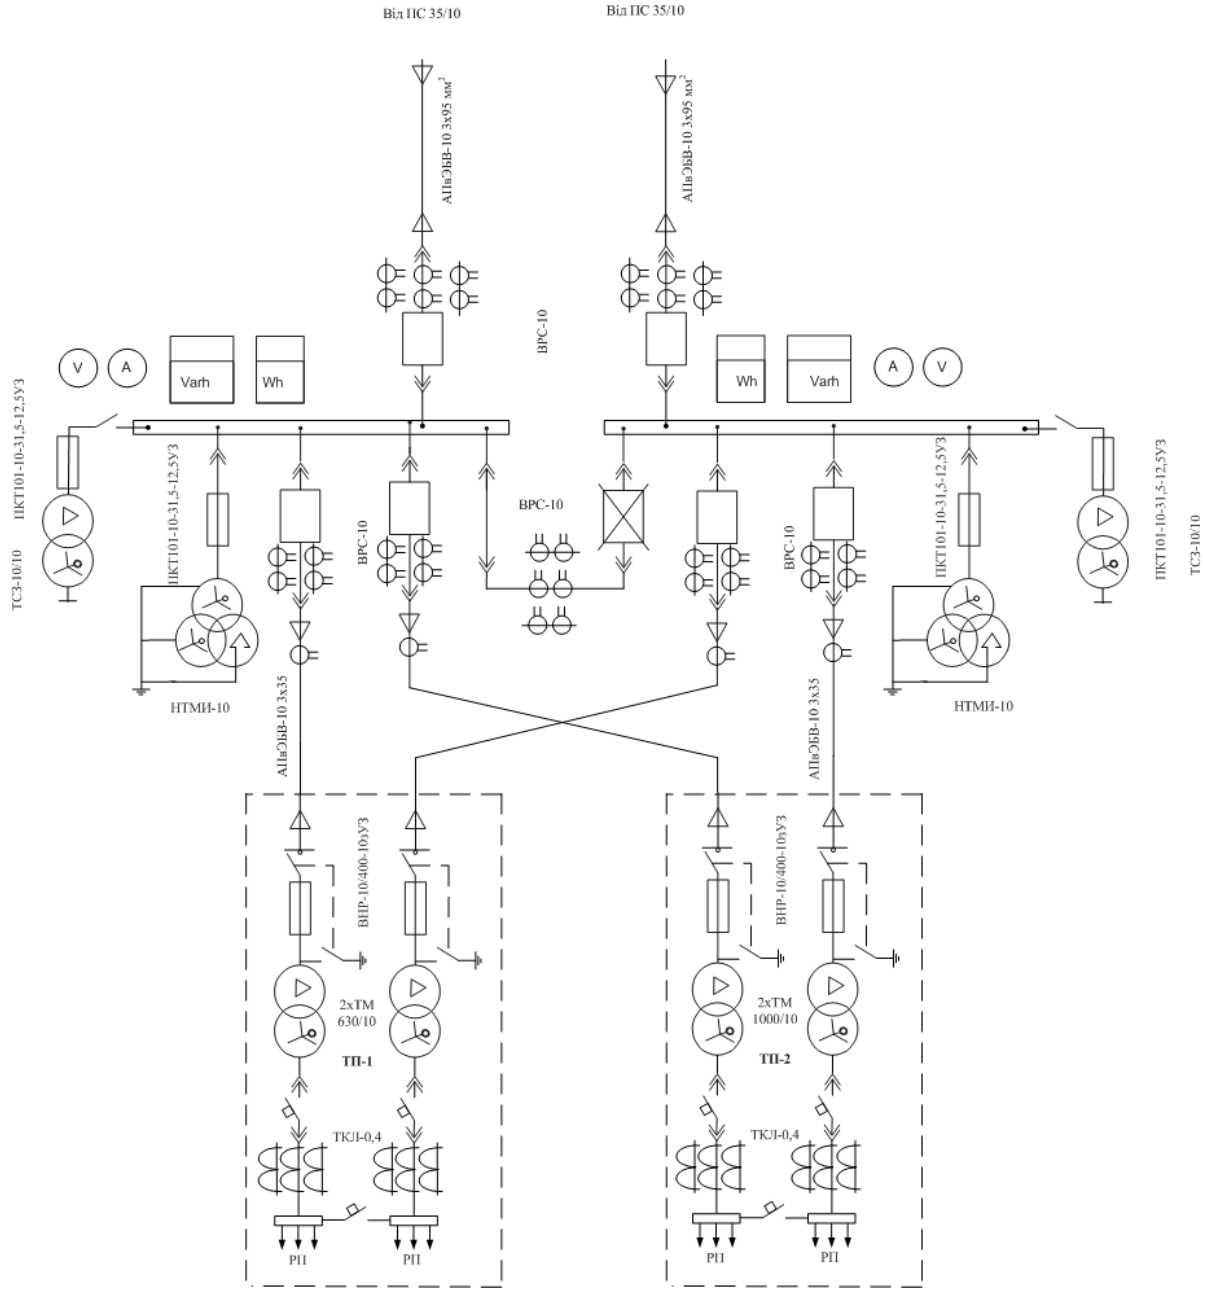 Від ПС 35/10
Від ПС 35/10
АПвЭБВ-10 3х95 мм²
АПвЭБВ-10 3х95 мм²
ВРС-10
V
A
Varh
Wh
Wh
Varh
A
V
ПКТ101-10-31,5-12,5УЗ
ТСЗ-10/10
ПКТ101-10-31,5-12,5УЗ
ВРС-10
ВРС-10
ВРС-10
ПКТ101-10-31,5-12,5УЗ
ПКТ101-10-31,5-12,5УЗ
ТСЗ-10/10
НТМИ-10
НТМИ-10
АПвЭБВ-10 3х35
АПвЭБВ-10 3х35
ВНР-10/400-10зУЗ
ВНР-10/400-10зУЗ
2хТМ
630/10
ТП-1
2хТМ
1000/10
ТП-2
ТКЛ-0,4
ТКЛ-0,4
РП
РП
РП
РП